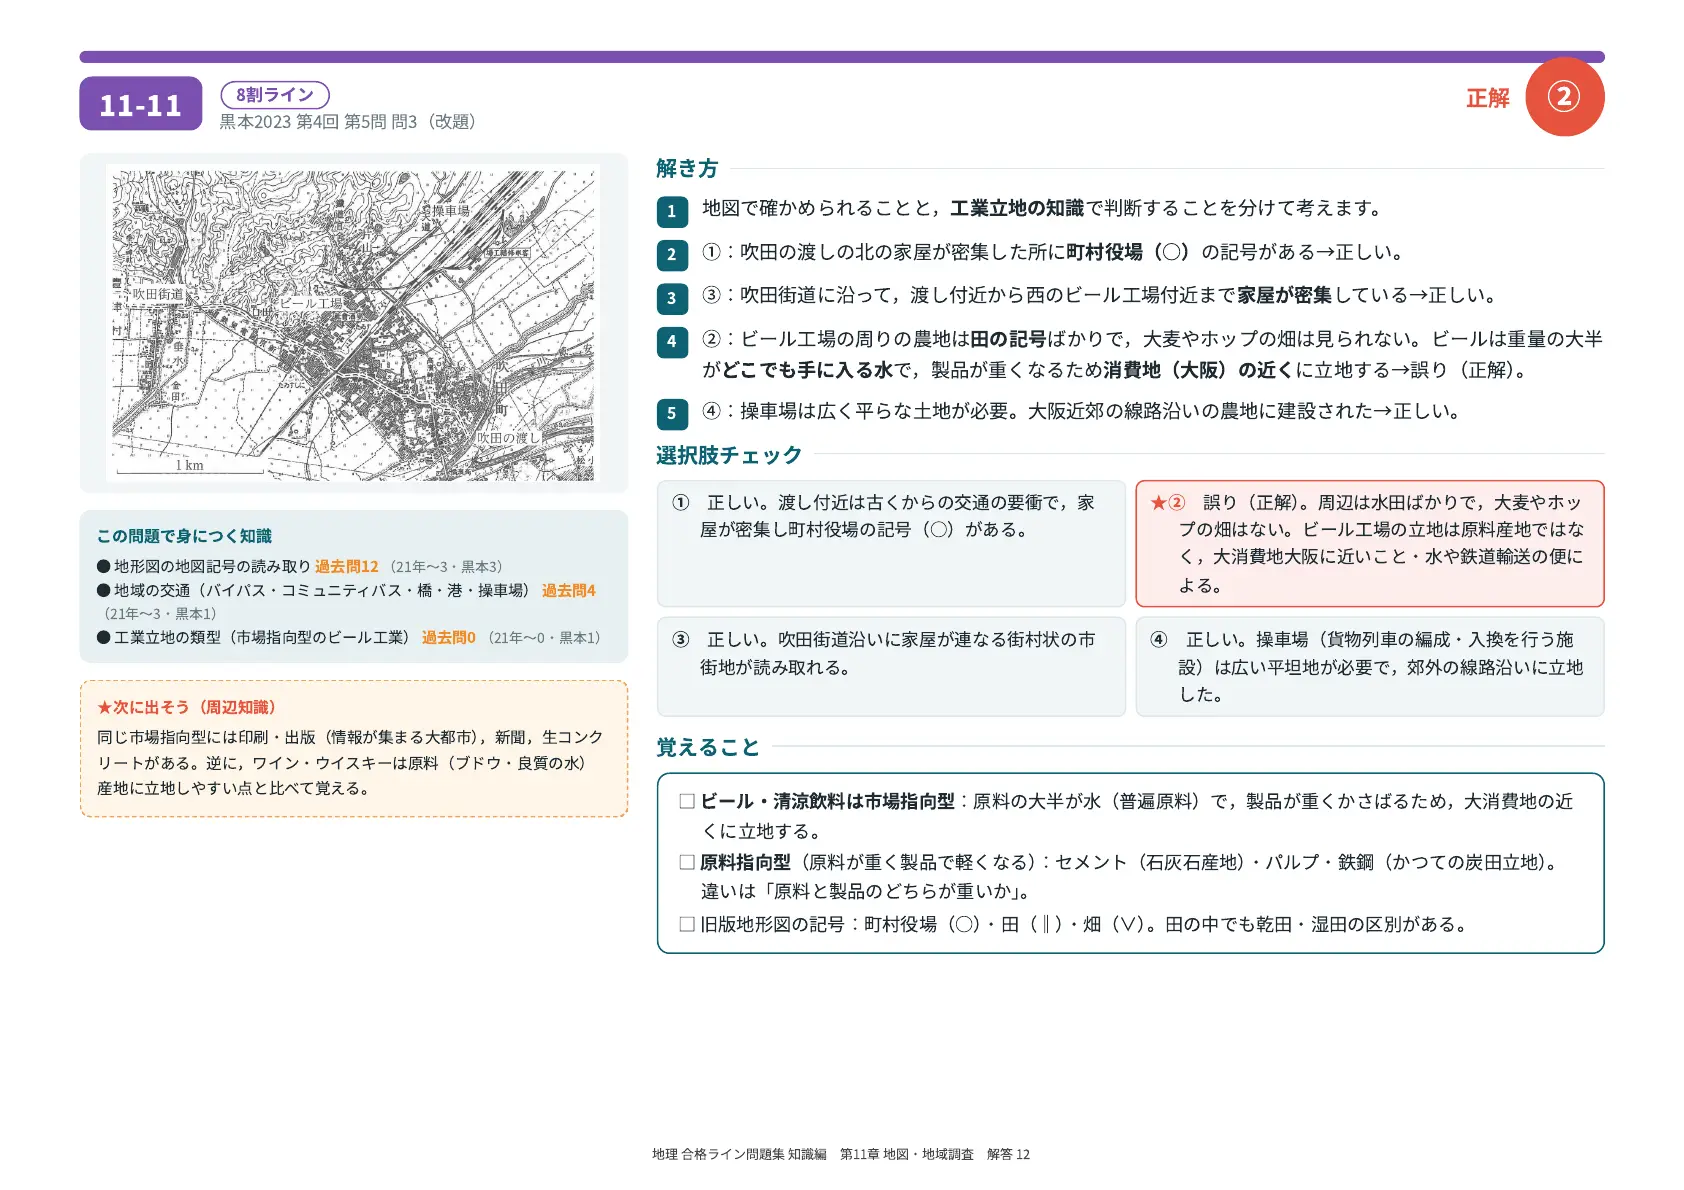 11-11
8割ライン
黒本2023 第4回 第5問 問3（改題）
正解 ②
操車場
吹田街道
ビール工場
吹田町
吹田の渡し
1 km
この問題で身につく知識
● 地形図の地図記号の読み取り 過去問12 （21年〜3・黒本3）
● 地域の交通（バイパス・コミュニティバス・橋・港・操車場） 過去問4
（21年〜3・黒本1）
● 工業立地の類型（市場指向型のビール工業） 過去問0 （21年〜0・黒本1）
★次に出そう（周辺知識）
同じ市場指向型には印刷・出版（情報が集まる大都市），新聞，生コンク
リートがある。逆に，ワイン・ウイスキーは原料（ブドウ・良質の水）
産地に立地しやすい点と比べて覚える。
解き方
1 地図で確かめられることと，工業立地の知識で判断することを分けて考えます。
2 ①：吹田の渡しの北の家屋が密集した所に町村役場（○）の記号がある→正しい。
3 ③：吹田街道に沿って，渡し付近から西のビール工場付近まで家屋が密集している→正しい。
4 ②：ビール工場の周りの農地は田の記号ばかりで，大麦やホップの畑は見られない。ビールは重量の大半
がどこでも手に入る水で，製品が重くなるため消費地（大阪）の近くに立地する→誤り（正解）。
5 ④：操車場は広く平らな土地が必要。大阪近郊の線路沿いの農地に建設された→正しい。
選択肢チェック
① 正しい。渡し付近は古くからの交通の要衝で，家
屋が密集し町村役場の記号（○）がある。
★② 誤り（正解）。周辺は水田ばかりで，大麦やホッ
プの畑はない。ビール工場の立地は原料産地ではな
く，大消費地大阪に近いこと・水や鉄道輸送の便に
よる。
③ 正しい。吹田街道沿いに家屋が連なる街村状の市
街地が読み取れる。
④ 正しい。操車場（貨物列車の編成・入換を行う施
設）は広い平坦地が必要で，郊外の線路沿いに立地
した。
覚えること
□ ビール・清涼飲料は市場指向型：原料の大半が水（普遍原料）で，製品が重くかさばるため，大消費地の近
くに立地する。
□ 原料指向型（原料が重く製品で軽くなる）：セメント（石灰石産地）・パルプ・鉄鋼（かつての炭田立地）。
違いは「原料と製品のどちらが重いか」。
□ 旧版地形図の記号：町村役場（○）・田（‖）・畑（∨）。田の中でも乾田・湿田の区別がある。
地理 合格ライン問題集 知識編 第11章 地図・地域調査 解答 12